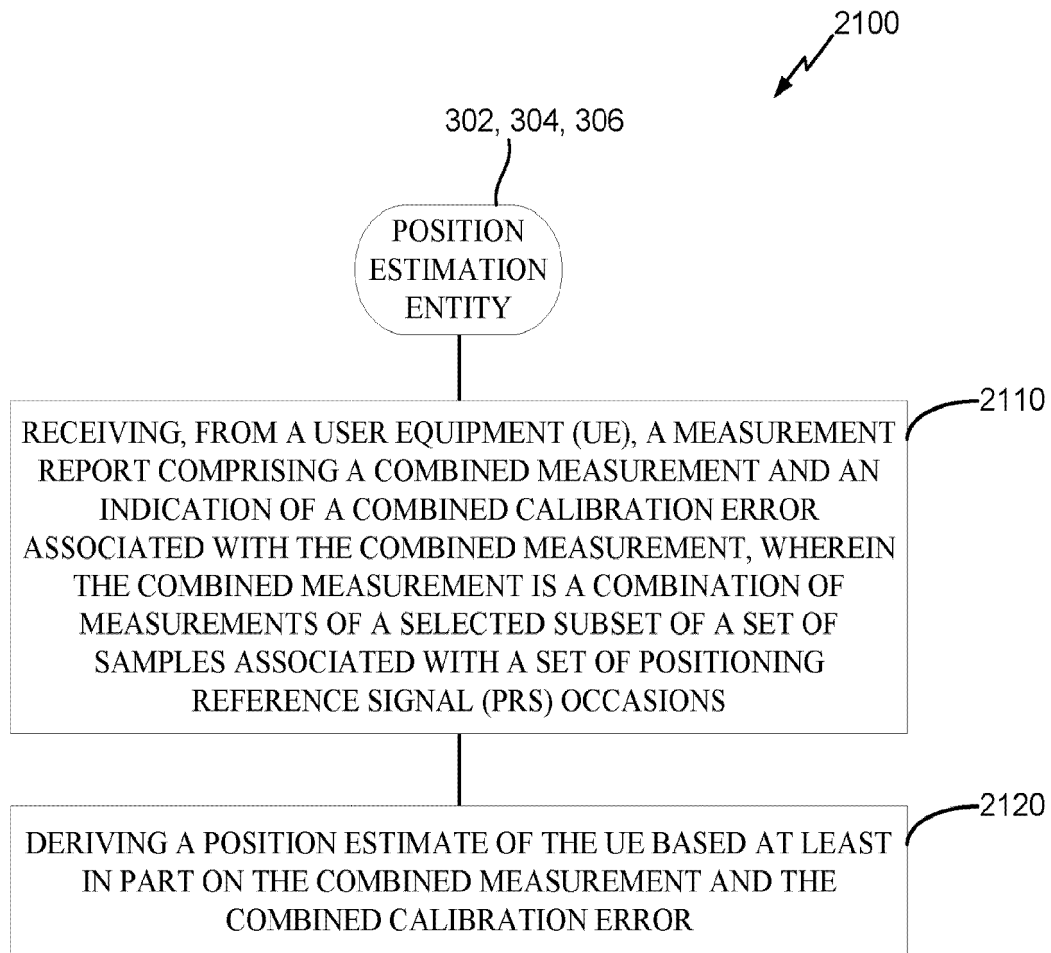 2100
302, 304, 306
POSITION
ESTIMATION
ENTITY
2110
RECEIVING, FROM A USER EQUIPMENT (UE), A MEASUREMENT
REPORT COMPRISING A COMBINED MEASUREMENT AND AN
INDICATION OF A COMBINED CALIBRATION ERROR
ASSOCIATED WITH THE COMBINED MEASUREMENT, WHEREIN
THE COMBINED MEASUREMENT IS A COMBINATION OF
MEASUREMENTS OF A SELECTED SUBSET OF A SET OF
SAMPLES ASSOCIATED WITH A SET OF POSITIONING
REFERENCE SIGNAL (PRS) OCCASIONS
2120
DERIVING A POSITION ESTIMATE OF THE UE BASED AT LEAST
IN PART ON THE COMBINED MEASUREMENT AND THE
COMBINED CALIBRATION ERROR